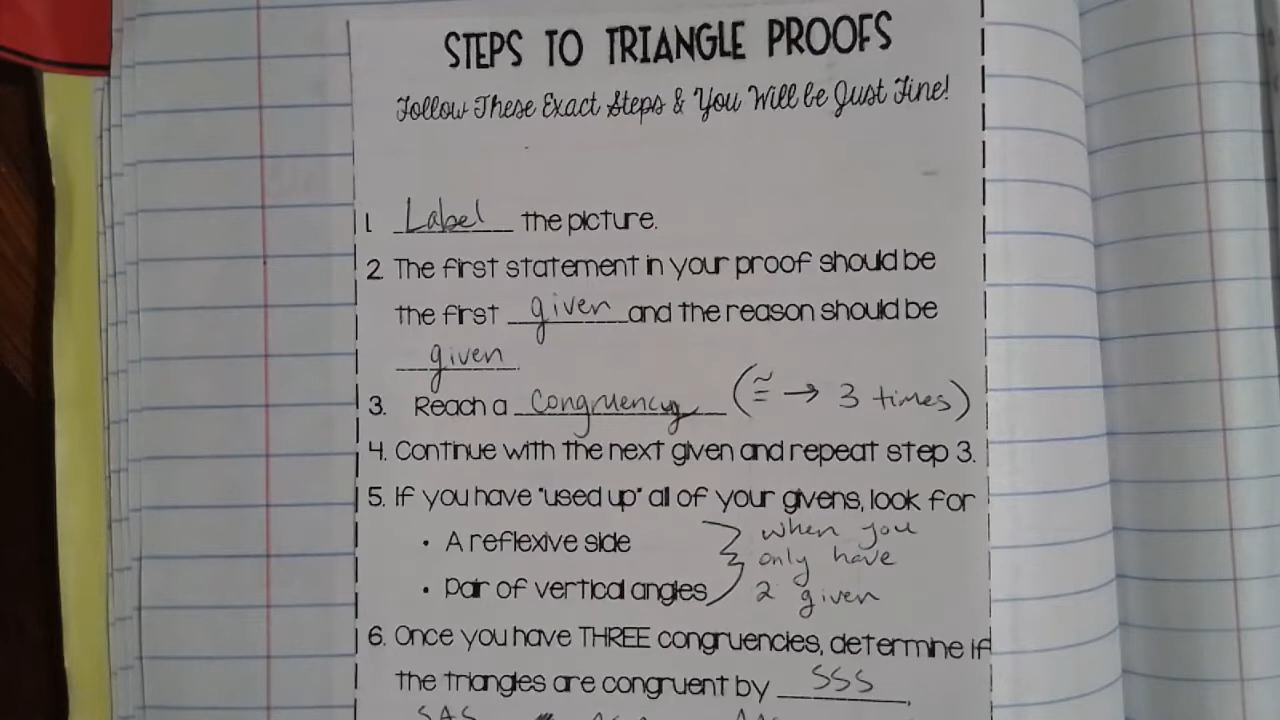 STEPS TO TRIANGLE PROOFS
Follow These Exact Steps & You Will be Just Fine!
1. Label the picture.
2. The first statement in your proof should be
the first given and the reason should be
given.
3. Reach a congruency (≅ → 3 times)
4. Continue with the next given and repeat step 3.
5. If you have "used up" all of your givens, look for
• A reflexive side
• Pair of vertical angles
when you
only have
2 given
6. Once you have THREE congruencies, determine if
the triangles are congruent by SSS,
SAS